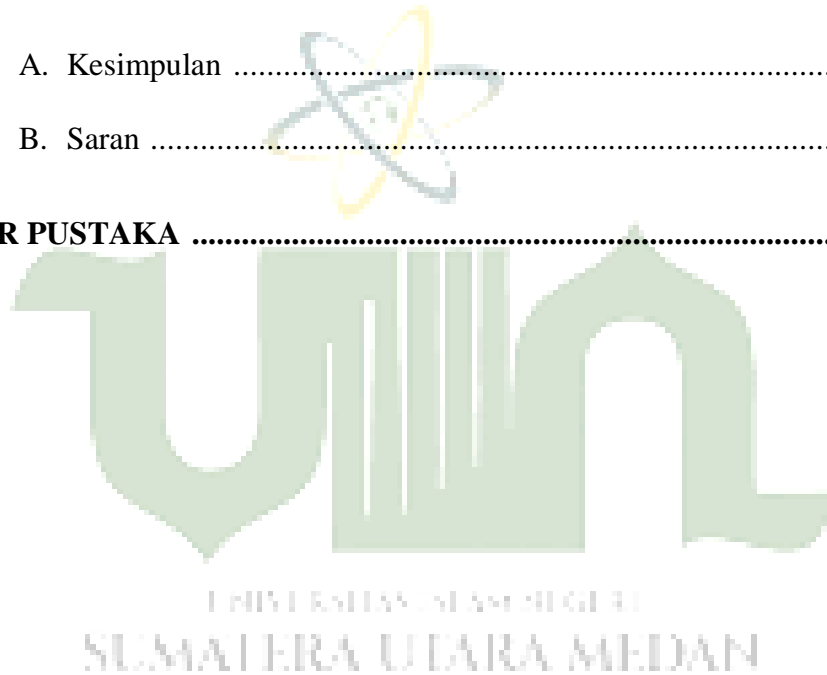 A. Kesimpulan ................................................................
B. Saran ........................................................................
R PUSTAKA ................................................................
UNIVERSITAS ISLAM NEGERI
SUMATERA UTARA MEDAN